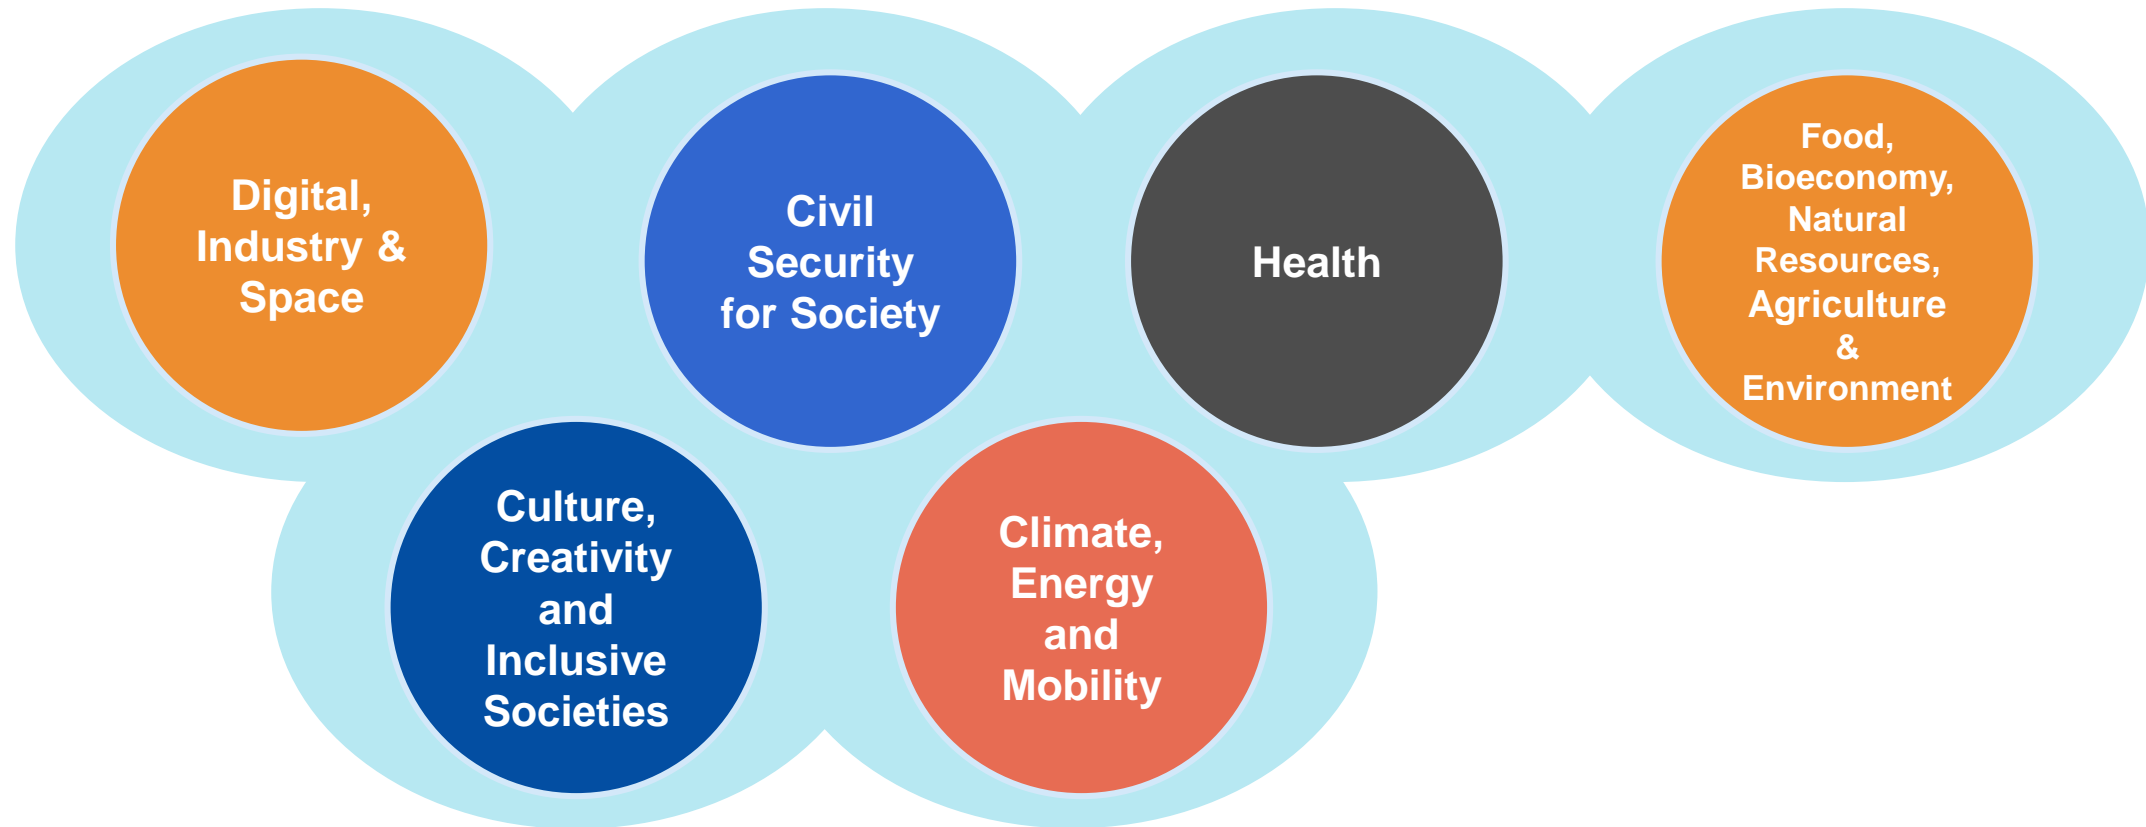 Digital,
Industry &
Space
Civil
Security
for Society
Health
Food,
Bioeconomy,
Natural
Resources,
Agriculture
&
Environment
Culture,
Creativity
and
Inclusive
Societies
Climate,
Energy
and
Mobility